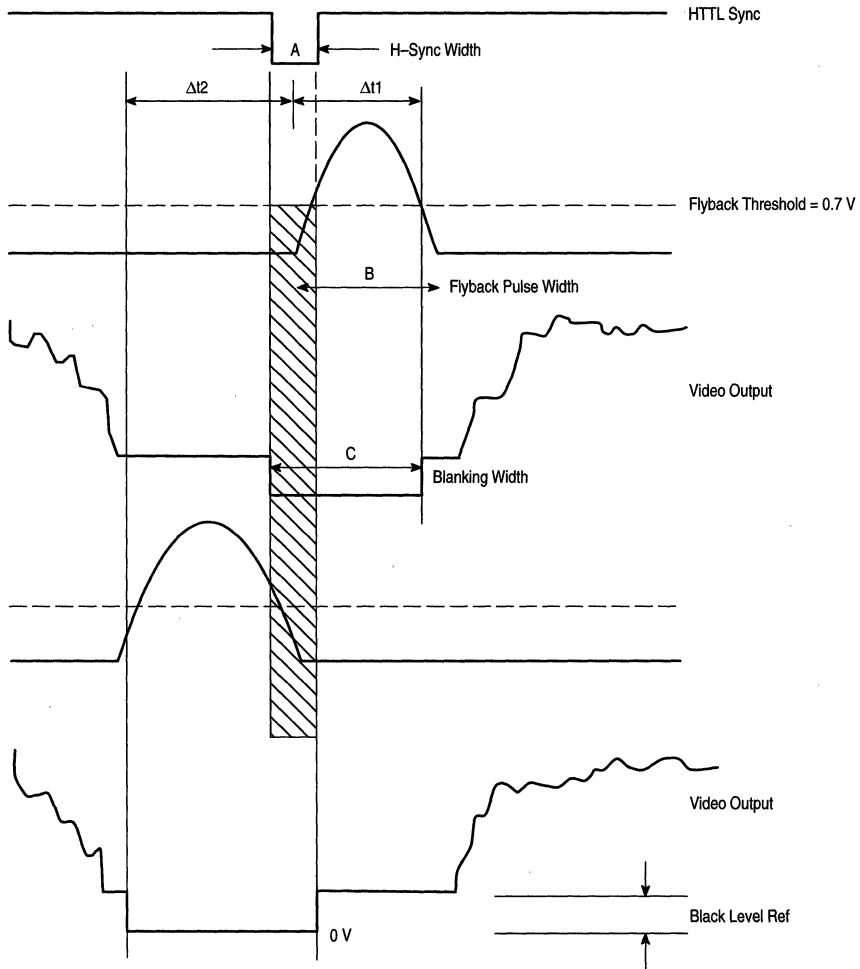 HTTL Sync
A
H–Sync Width
Δt2
Δt1
Flyback Threshold = 0.7 V
B
Flyback Pulse Width
Video Output
C
Blanking Width
Video Output
Black Level Ref
0 V